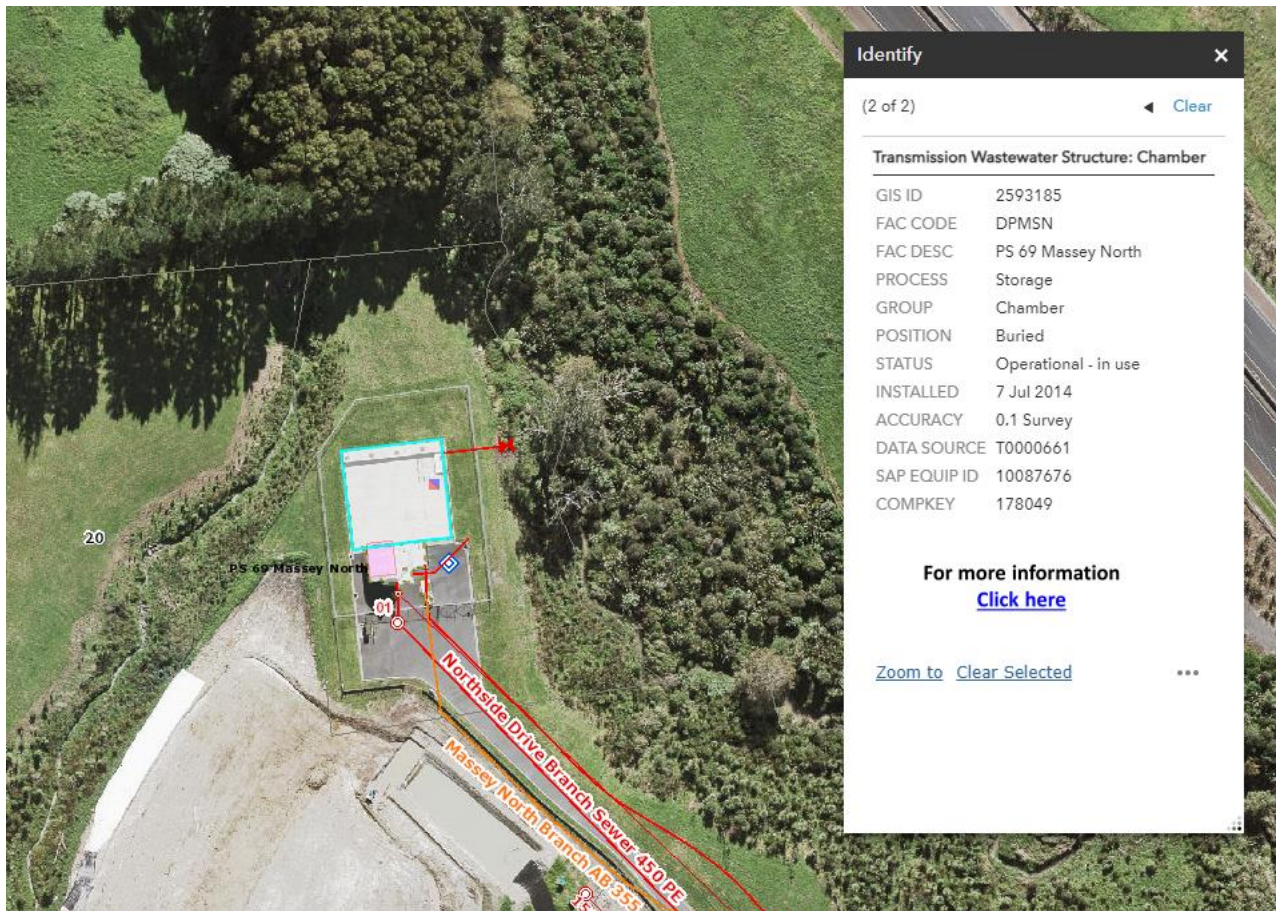 Identify
(2 of 2)
Clear
Transmission Wastewater Structure: Chamber
GIS ID 2593185
FAC CODE DPMSN
FAC DESC PS 69 Massey North
PROCESS Storage
GROUP Chamber
POSITION Buried
STATUS Operational - in use
INSTALLED 7 Jul 2014
ACCURACY 0.1 Survey
DATA SOURCE T0000661
SAP EQUIP ID 10087676
COMPKEY 178049
For more information
Click here
Zoom to Clear Selected
20
PS 69 Massey North
01
Northside Drive Branch Sewer 450 PE
Massey North Branch AB 355